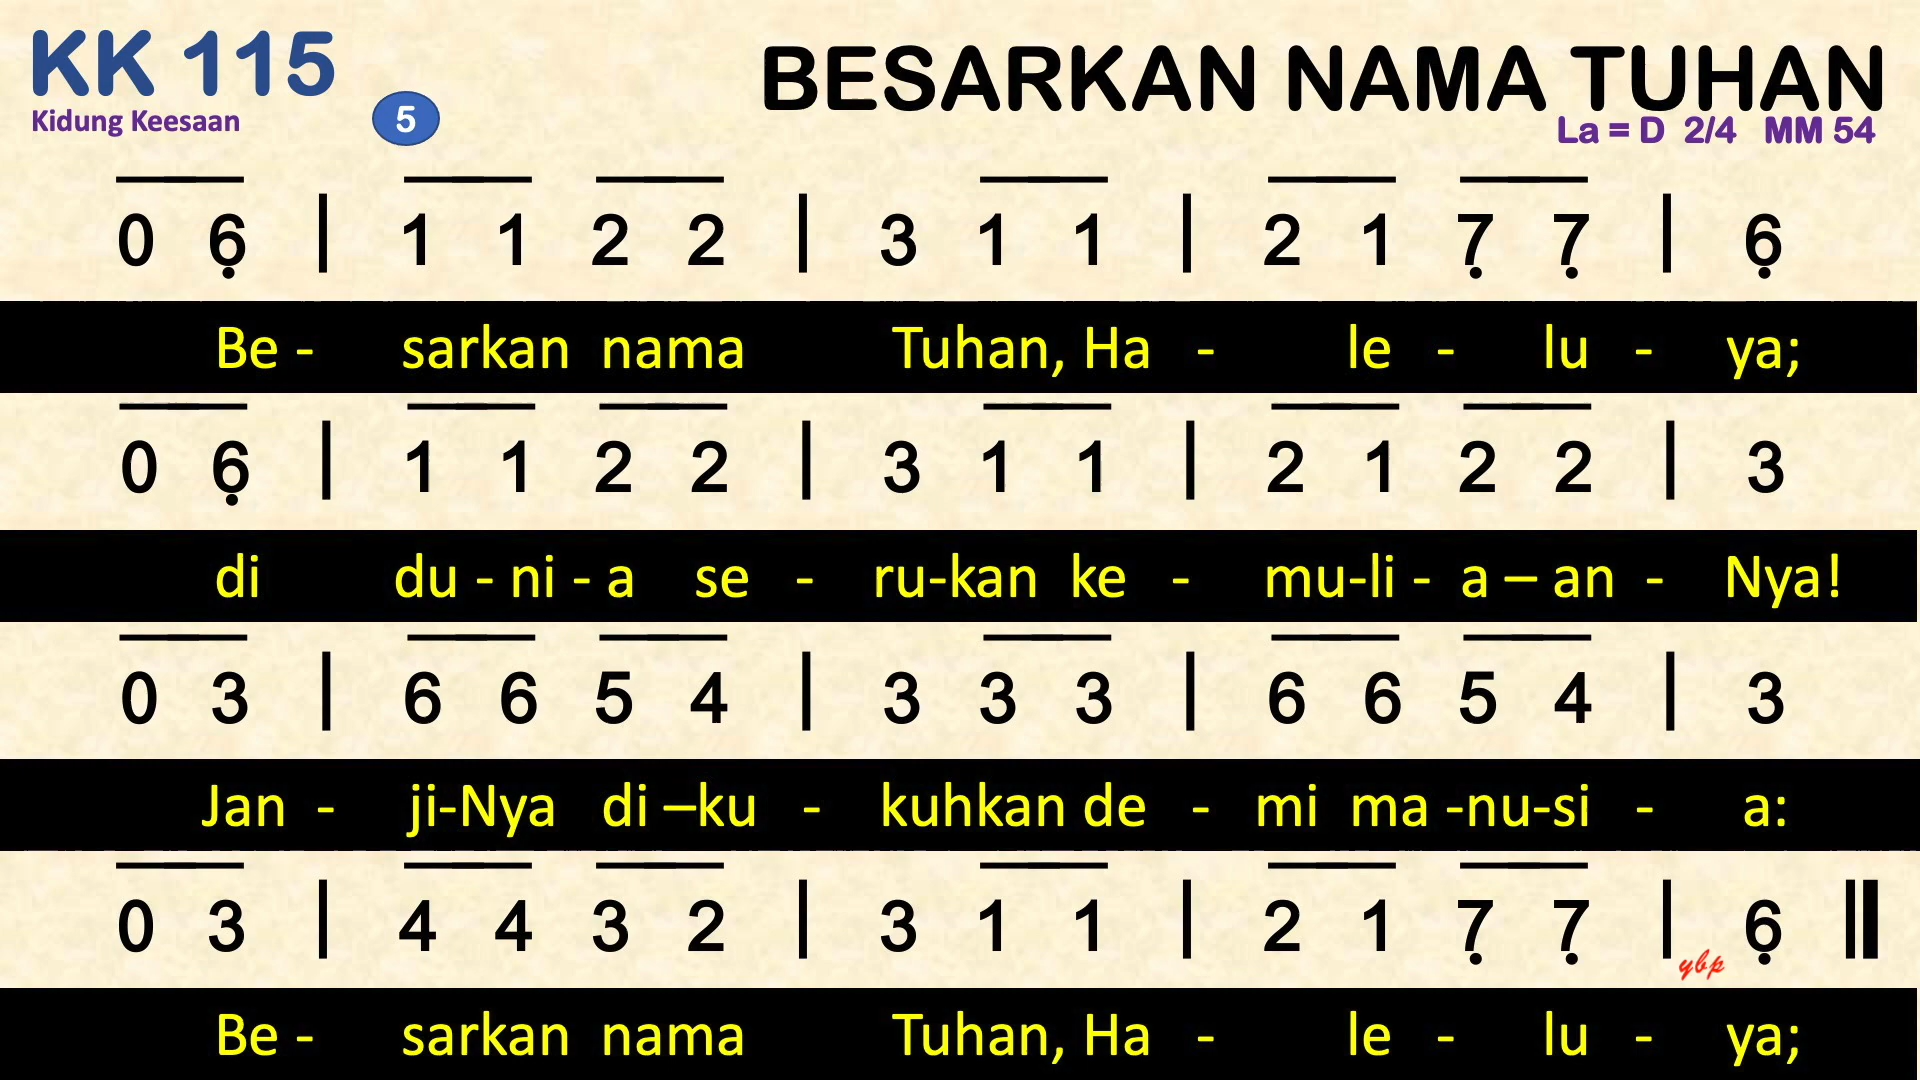 KK 115
Kidung Keesaan
5
BESARKAN NAMA TUHAN
La = D 2/4 MM 54
0 6̣ | 1 1 2 2 | 3 1 1 | 2 1 7̣ 7̣ | 6̣
Be - sarkan nama Tuhan, Ha - le - lu - ya;
0 6̣ | 1 1 2 2 | 3 1 1 | 2 1 2 2 | 3
di du - ni - a se - ru-kan ke - mu-li - a – an - Nya!
0 3 | 6 6 5 4 | 3 3 3 | 6 6 5 4 | 3
Jan - ji-Nya di –ku - kuhkan de - mi ma -nu-si - a:
0 3 | 4 4 3 2 | 3 1 1 | 2 1 7̣ 7̣ | 6̣ ||
ybp
Be - sarkan nama Tuhan, Ha - le - lu - ya;